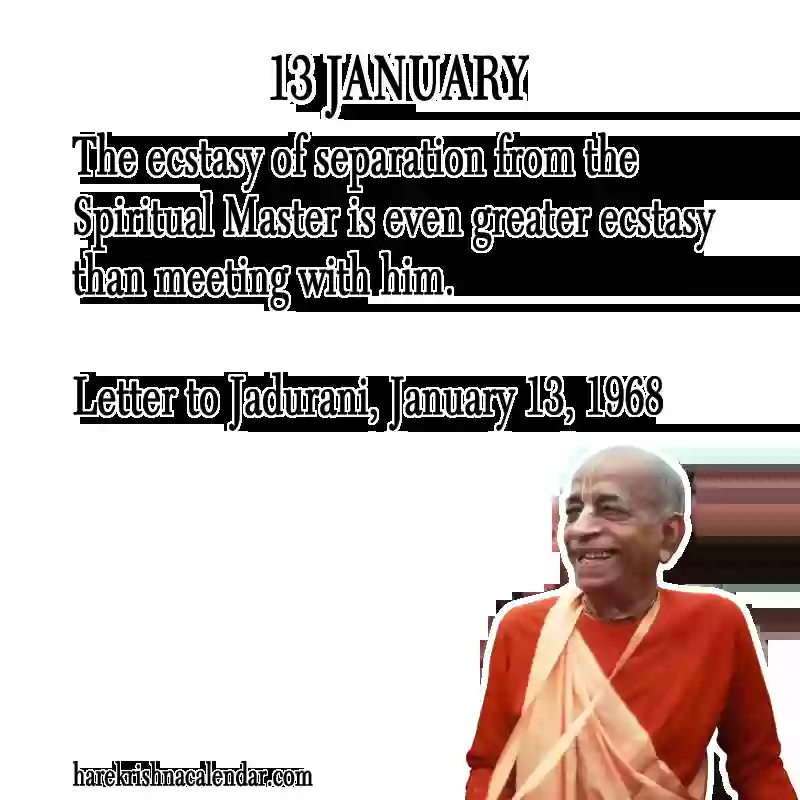 13 JANUARY
The ecstasy of separation from the
Spiritual Master is even greater ecstasy
than meeting with him.
Letter to Jadurani, January 13, 1968
harekrishnacalendar.com